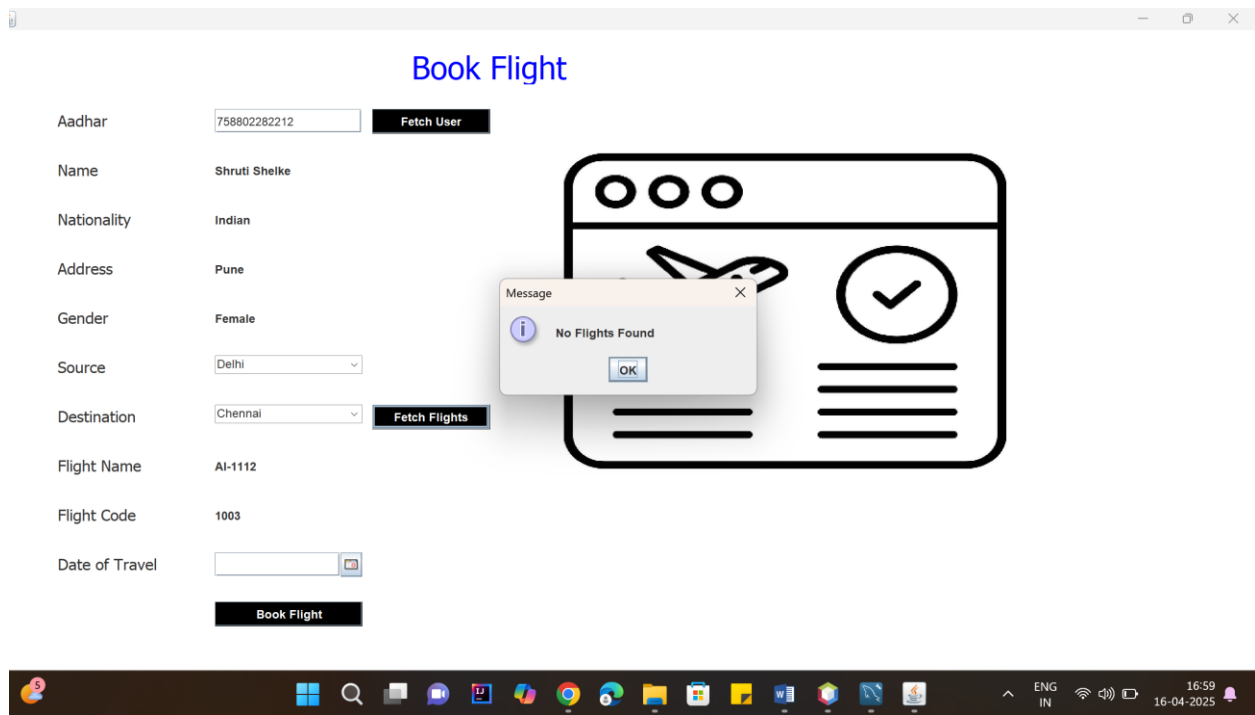 Book Flight
Aadhar 758802282212 Fetch User
Name Shruti Shelke
Nationality Indian
Address Pune
Gender Female
Source Delhi
Destination Chennai Fetch Flights
Flight Name AI-1112
Flight Code 1003
Date of Travel
Book Flight
Message
No Flights Found
OK
5
ENG
IN
16:59
16-04-2025